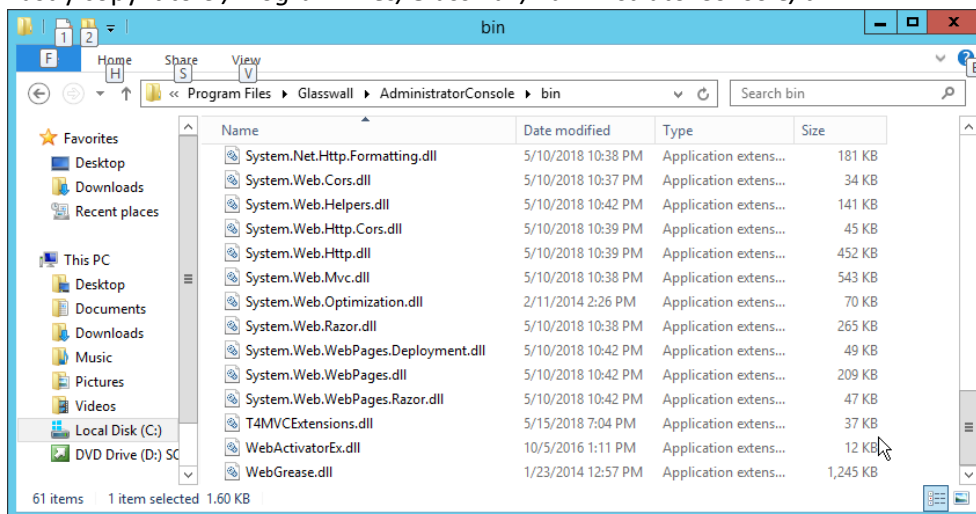 bin
1
2
F
Home
Share
View
H
S
V
« Program Files ▸ Glasswall ▸ AdministratorConsole ▸ bin
Search bin
Favorites
Desktop
Downloads
Recent places
This PC
Desktop
Documents
Downloads
Music
Pictures
Videos
Local Disk (C:)
DVD Drive (D:) SC
Name Date modified Type Size
System.Net.Http.Formatting.dll 5/10/2018 10:38 PM Application extens... 181 KB
System.Web.Cors.dll 5/10/2018 10:37 PM Application extens... 34 KB
System.Web.Helpers.dll 5/10/2018 10:42 PM Application extens... 141 KB
System.Web.Http.Cors.dll 5/10/2018 10:39 PM Application extens... 45 KB
System.Web.Http.dll 5/10/2018 10:39 PM Application extens... 452 KB
System.Web.Mvc.dll 5/10/2018 10:38 PM Application extens... 543 KB
System.Web.Optimization.dll 2/11/2014 2:26 PM Application extens... 70 KB
System.Web.Razor.dll 5/10/2018 10:38 PM Application extens... 265 KB
System.Web.WebPages.Deployment.dll 5/10/2018 10:42 PM Application extens... 49 KB
System.Web.WebPages.dll 5/10/2018 10:42 PM Application extens... 209 KB
System.Web.WebPages.Razor.dll 5/10/2018 10:42 PM Application extens... 47 KB
T4MVCExtensions.dll 5/15/2018 7:04 PM Application extens... 37 KB
WebActivatorEx.dll 10/5/2016 1:11 PM Application extens... 12 KB
WebGrease.dll 1/23/2014 12:57 PM Application extens... 1,245 KB
61 items 1 item selected 1.60 KB